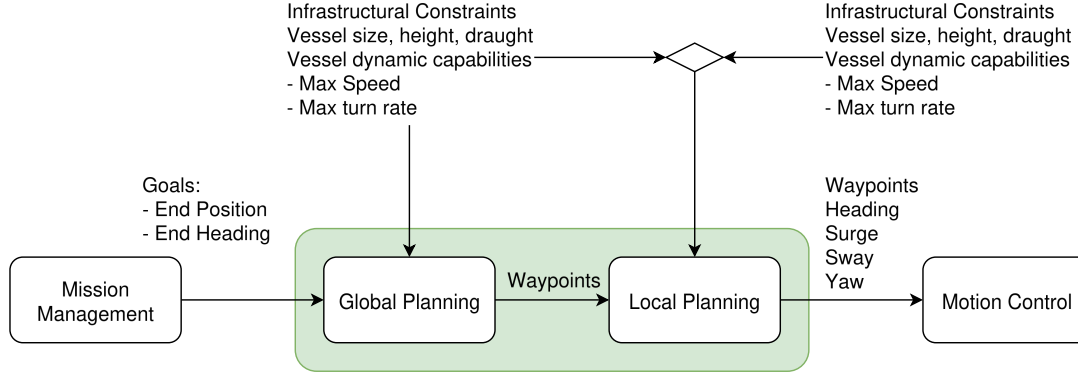 Infrastructural Constraints
Vessel size, height, draught
Vessel dynamic capabilities
- Max Speed
- Max turn rate
Infrastructural Constraints
Vessel size, height, draught
Vessel dynamic capabilities
- Max Speed
- Max turn rate
Goals:
- End Position
- End Heading
Mission
Management
Global Planning
Waypoints
Local Planning
Waypoints
Heading
Surge
Sway
Yaw
Motion Control